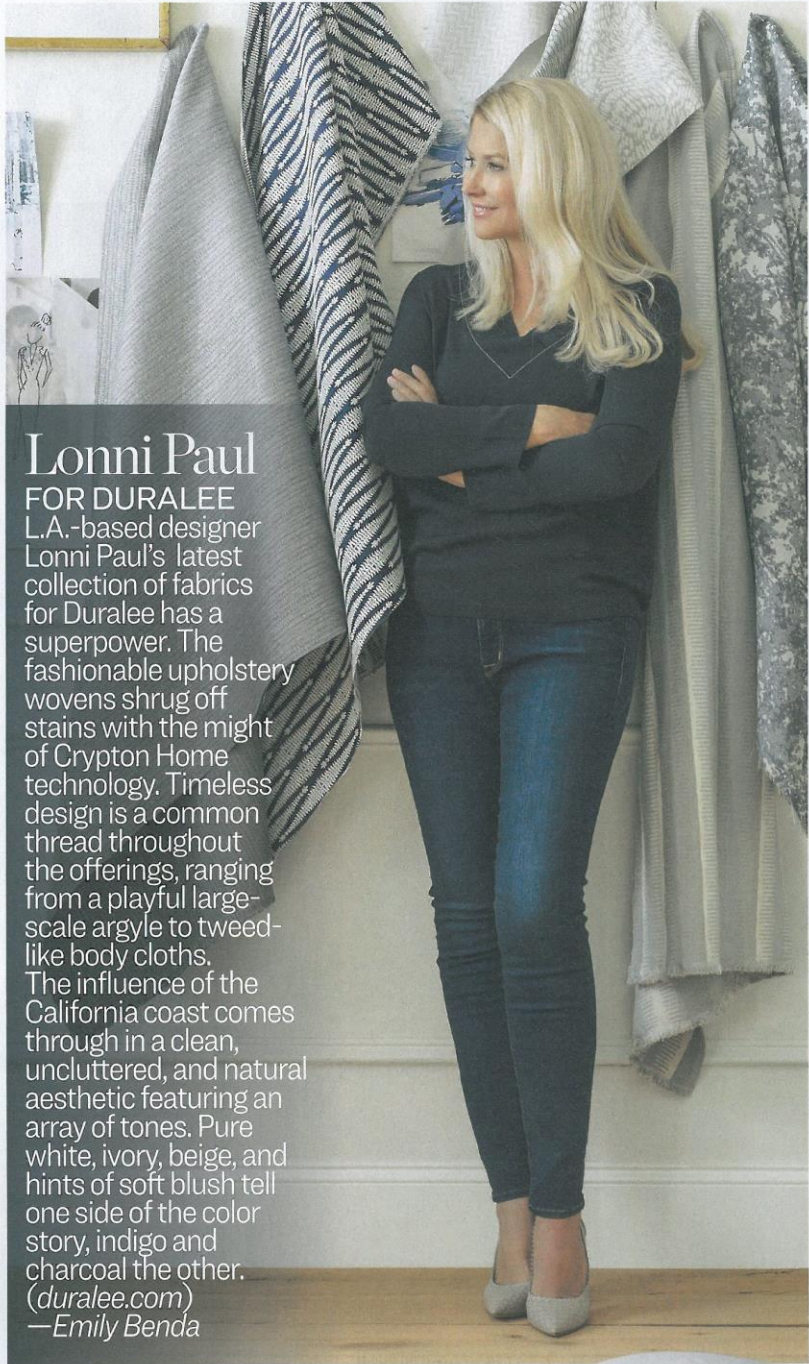 Lonni Paul
FOR DURALEE
L.A.-based designer
Lonni Paul's latest
collection of fabrics
for Duralee has a
superpower. The
fashionable upholstery
wovens shrug off
stains with the might
of Crypton Home
technology. Timeless
design is a common
thread throughout
the offerings, ranging
from a playful large-
scale argyle to tweed-
like body cloths.
The influence of the
California coast comes
through in a clean,
uncluttered, and natural
aesthetic featuring an
array of tones. Pure
white, ivory, beige, and
hints of soft blush tell
one side of the color
story, indigo and
charcoal the other.
(duralee.com)
—Emily Benda